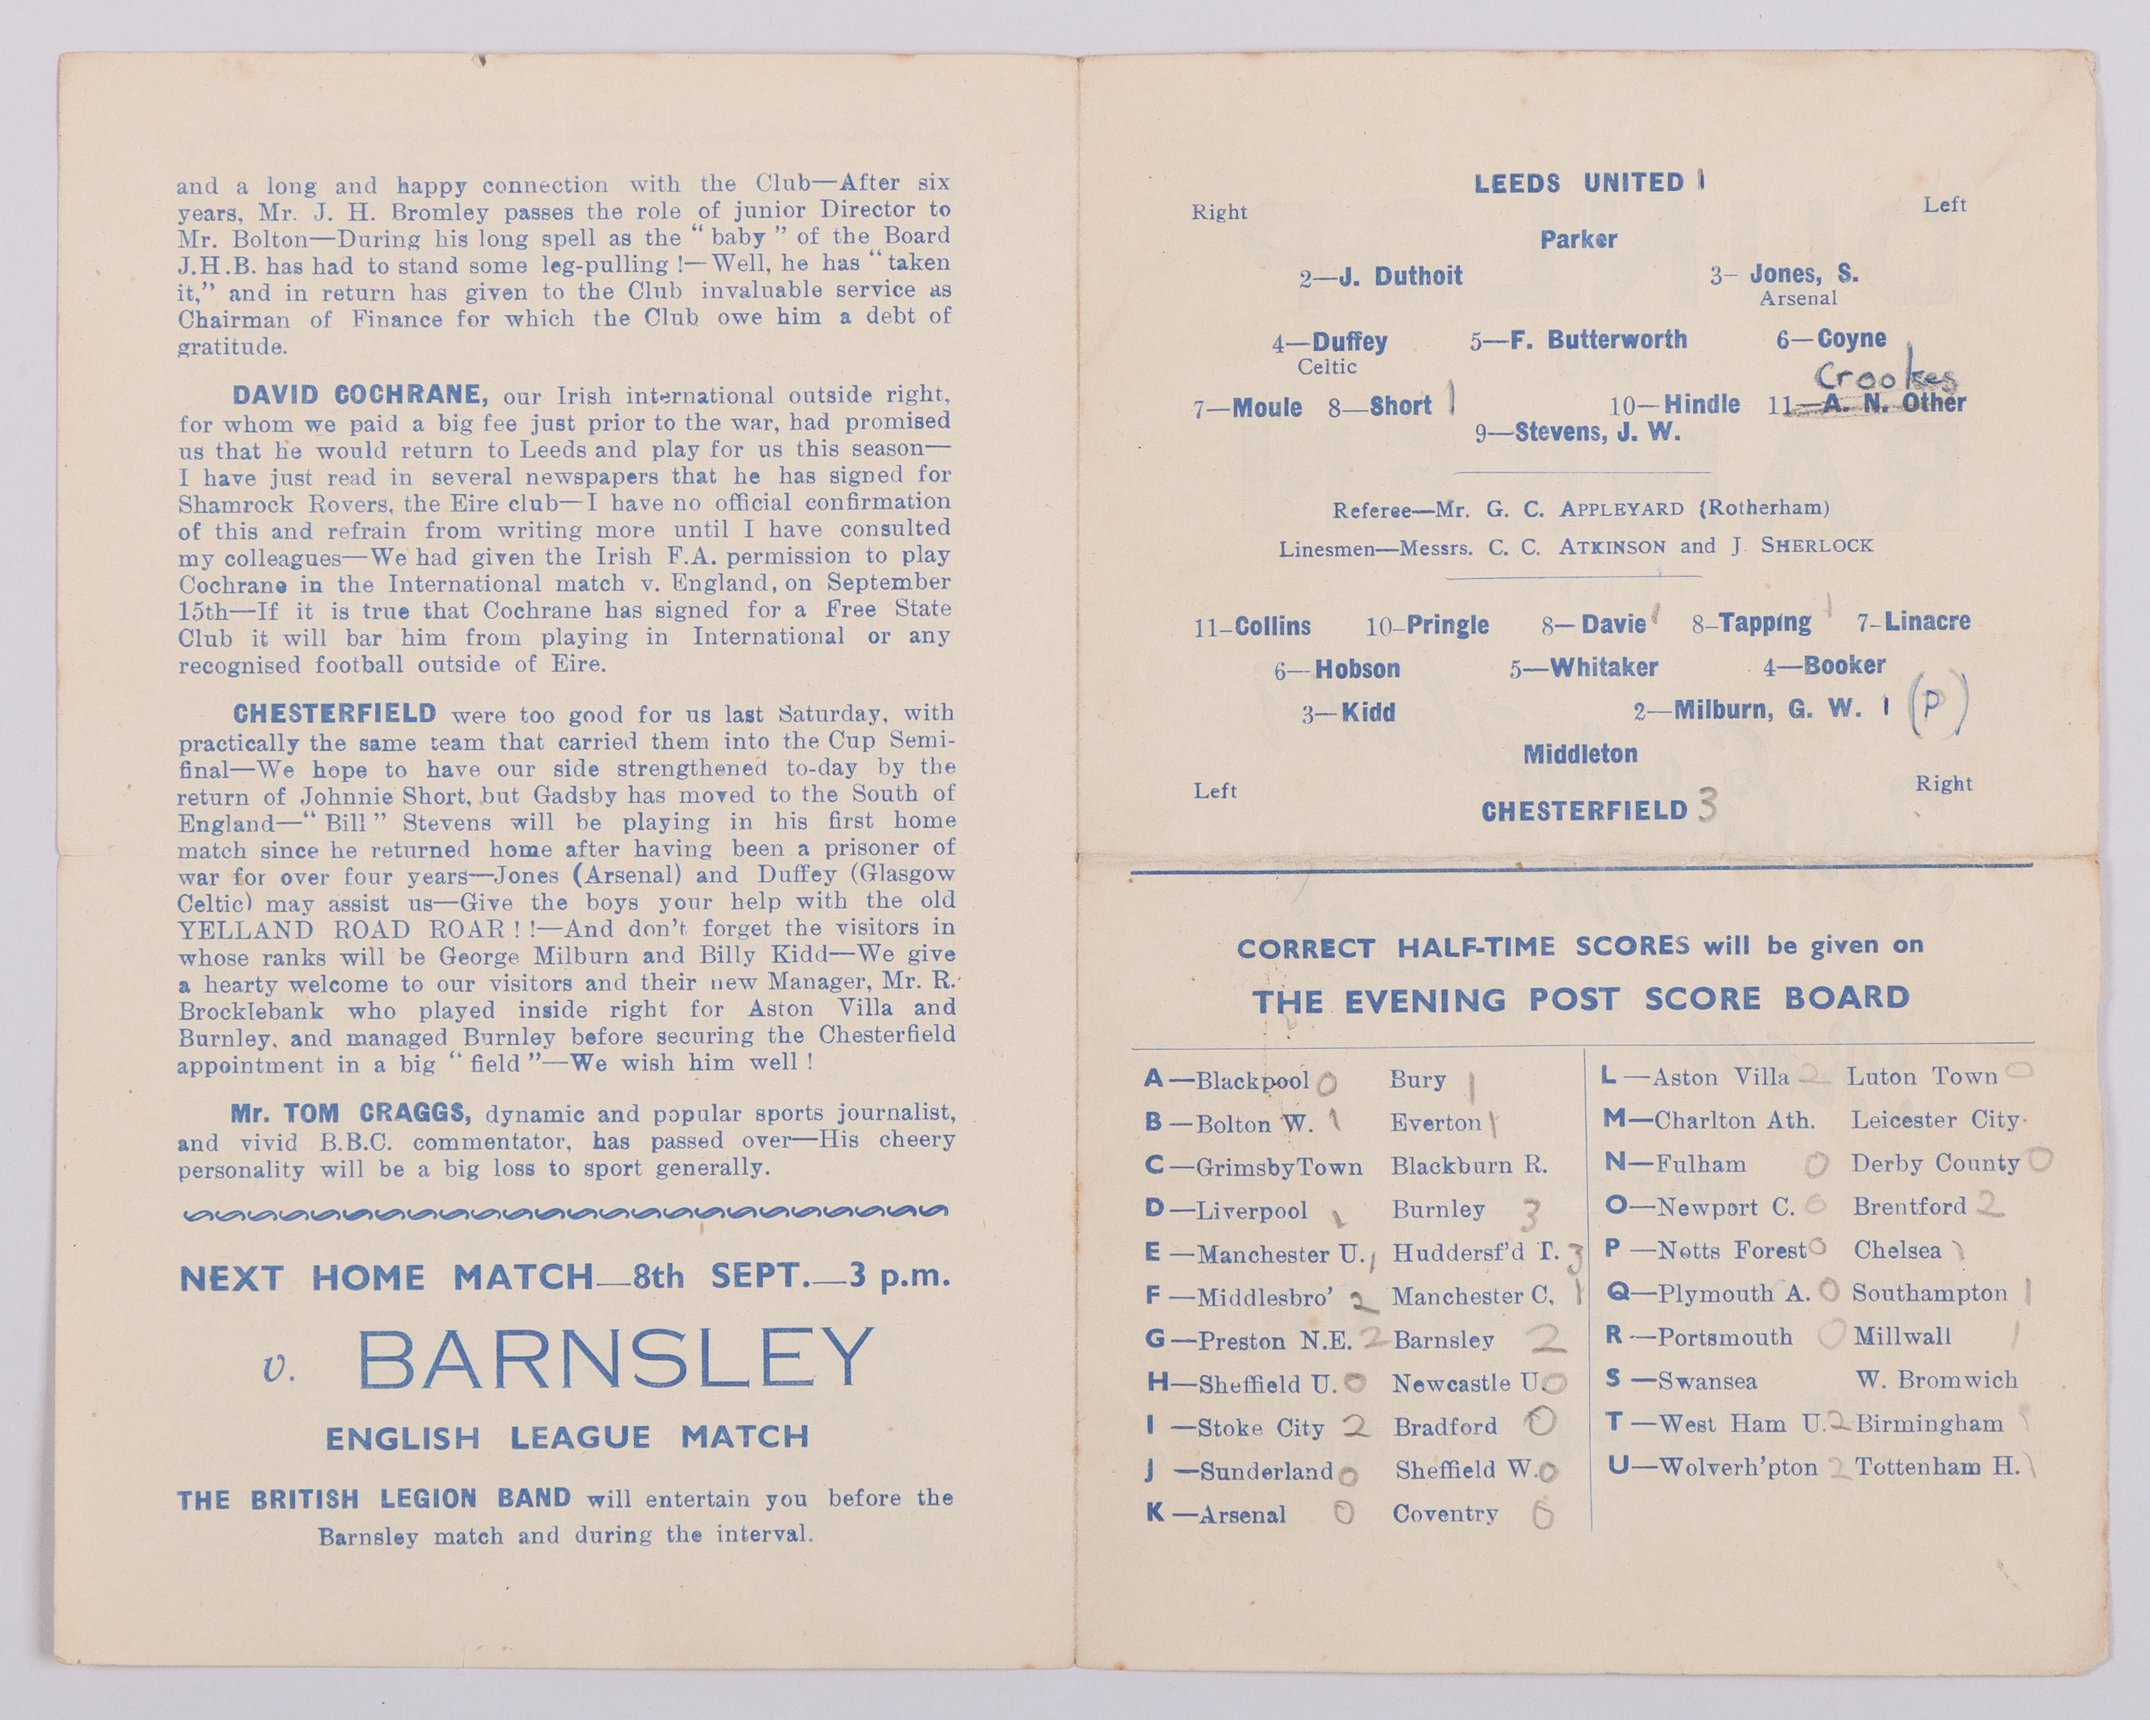 and a long and happy connection with the Club—After six
years, Mr. J. H. Bromley passes the role of junior Director to
Mr. Bolton—During his long spell as the “ baby ” of the Board
J.H.B. has had to stand some leg-pulling !—Well, he has “ taken
it,” and in return has given to the Club invaluable service as
Chairman of Finance for which the Club owe him a debt of
gratitude.
DAVID COCHRANE, our Irish international outside right,
for whom we paid a big fee just prior to the war, had promised
us that he would return to Leeds and play for us this season—
I have just read in several newspapers that he has signed for
Shamrock Rovers, the Eire club—I have no official confirmation
of this and refrain from writing more until I have consulted
my colleagues—We had given the Irish F.A. permission to play
Cochrane in the International match v. England, on September
15th—If it is true that Cochrane has signed for a Free State
Club it will bar him from playing in International or any
recognised football outside of Eire.
CHESTERFIELD were too good for us last Saturday, with
practically the same team that carried them into the Cup Semi-
final—We hope to have our side strengthened to-day by the
return of Johnnie Short, but Gadsby has moved to the South of
England—“ Bill ” Stevens will be playing in his first home
match since he returned home after having been a prisoner of
war for over four years—Jones (Arsenal) and Duffey (Glasgow
Celtic) may assist us—Give the boys your help with the old
YELLAND ROAD ROAR ! !—And don’t forget the visitors in
whose ranks will be George Milburn and Billy Kidd—We give
a hearty welcome to our visitors and their new Manager, Mr. R.
Brocklebank who played inside right for Aston Villa and
Burnley, and managed Burnley before securing the Chesterfield
appointment in a big “ field ”—We wish him well !
Mr. TOM CRAGGS, dynamic and popular sports journalist,
and vivid B.B.C. commentator, has passed over—His cheery
personality will be a big loss to sport generally.
NEXT HOME MATCH—8th SEPT.—3 p.m.
v. BARNSLEY
ENGLISH LEAGUE MATCH
THE BRITISH LEGION BAND will entertain you before the
Barnsley match and during the interval.
LEEDS UNITED 1
Right Left
Parker
2—J. Duthoit 3– Jones, S.
Arsenal
4—Duffey 5—F. Butterworth 6—Coyne
Celtic
Crookes
7—Moule 8—Short 1 10—Hindle 11—A. N. Other
9—Stevens, J. W.
Referee—Mr. G. C. APPLEYARD (Rotherham)
Linesmen—Messrs. C. C. ATKINSON and J. SHERLOCK
11–Collins 10–Pringle 8—Davie 1 8–Tapping 1 7–Linacre
6—Hobson 5—Whitaker 4—Booker
3—Kidd 2—Milburn, G. W. 1 (P)
Middleton
Left Right
CHESTERFIELD 3
CORRECT HALF-TIME SCORES will be given on
THE EVENING POST SCORE BOARD
A—Blackpool 0 Bury 1
B—Bolton W. 1 Everton 1
C—GrimsbyTown Blackburn R.
D—Liverpool Burnley 3
E—Manchester U. 1 Huddersf’d T. 3
F—Middlesbro’ 2 Manchester C. 1
G—Preston N.E. 2 Barnsley 2
H—Sheffield U. 0 Newcastle U. 0
I—Stoke City 2 Bradford 0
J—Sunderland 0 Sheffield W. 0
K—Arsenal 0 Coventry 0
L—Aston Villa 2 Luton Town 0
M—Charlton Ath. Leicester City
N—Fulham 0 Derby County 0
O—Newport C. 0 Brentford 2
P—Notts Forest 0 Chelsea 1
Q—Plymouth A. 0 Southampton 1
R—Portsmouth 0 Millwall 1
S—Swansea W. Bromwich
T—West Ham U. 2 Birmingham 1
U—Wolverh’pton 2 Tottenham H. 1